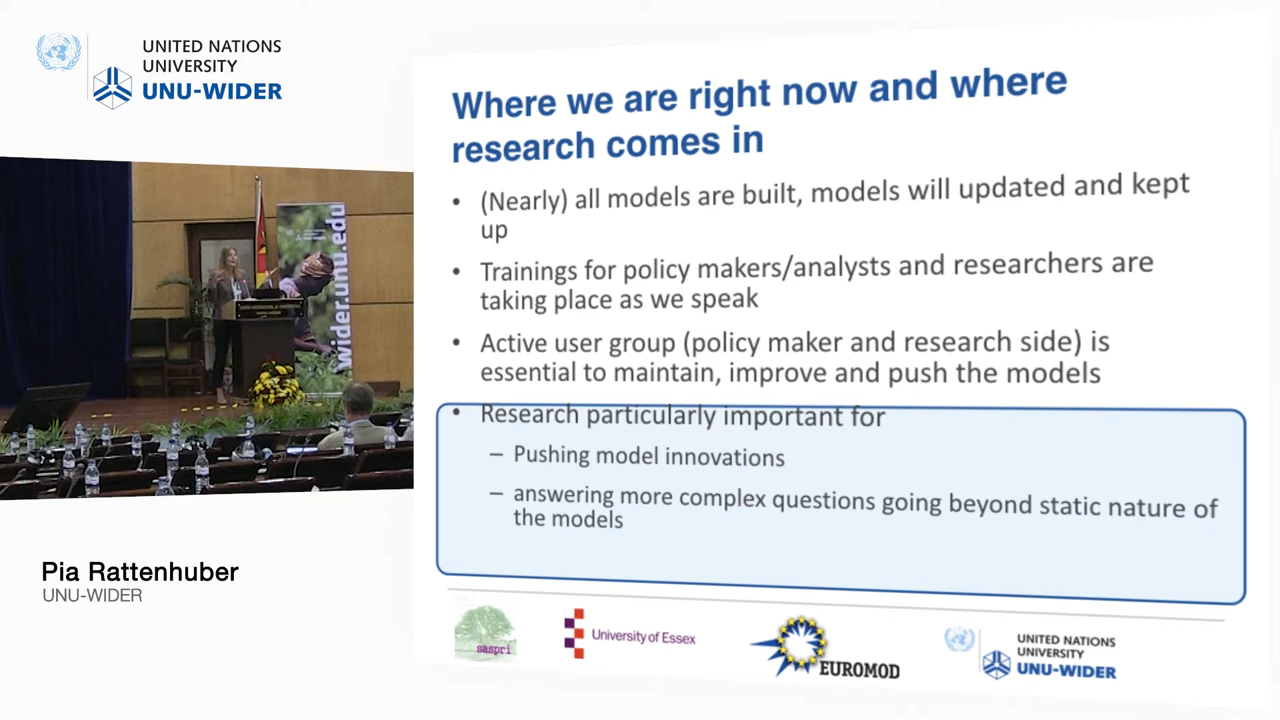 UNITED NATIONS
UNIVERSITY
UNU-WIDER
wider.unu.edu
Pia Rattenhuber
UNU-WIDER
Where we are right now and where
research comes in
• (Nearly) all models are built, models will updated and kept
up
• Trainings for policy makers/analysts and researchers are
taking place as we speak
• Active user group (policy maker and research side) is
essential to maintain, improve and push the models
• Research particularly important for
– Pushing model innovations
– answering more complex questions going beyond static nature of
the models
saspri
University of Essex
EUROMOD
UNITED NATIONS
UNIVERSITY
UNU-WIDER